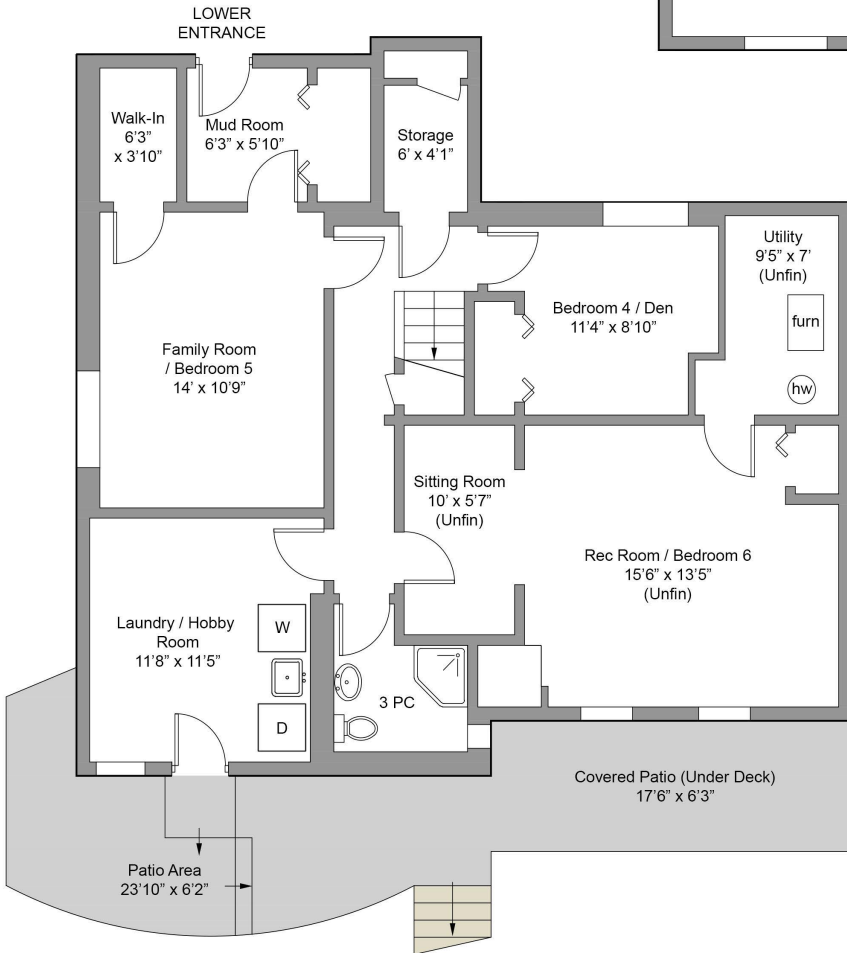 LOWER
ENTRANCE
Walk-In
6'3"
x 3'10"
Mud Room
6'3" x 5'10"
Storage
6' x 4'1"
Utility
9'5" x 7'
(Unfin)
furn
hw
Bedroom 4 / Den
11'4" x 8'10"
Family Room
/ Bedroom 5
14' x 10'9"
Sitting Room
10' x 5'7"
(Unfin)
Rec Room / Bedroom 6
15'6" x 13'5"
(Unfin)
Laundry / Hobby
Room
11'8" x 11'5"
W
D
3 PC
Covered Patio (Under Deck)
17'6" x 6'3"
Patio Area
23'10" x 6'2"